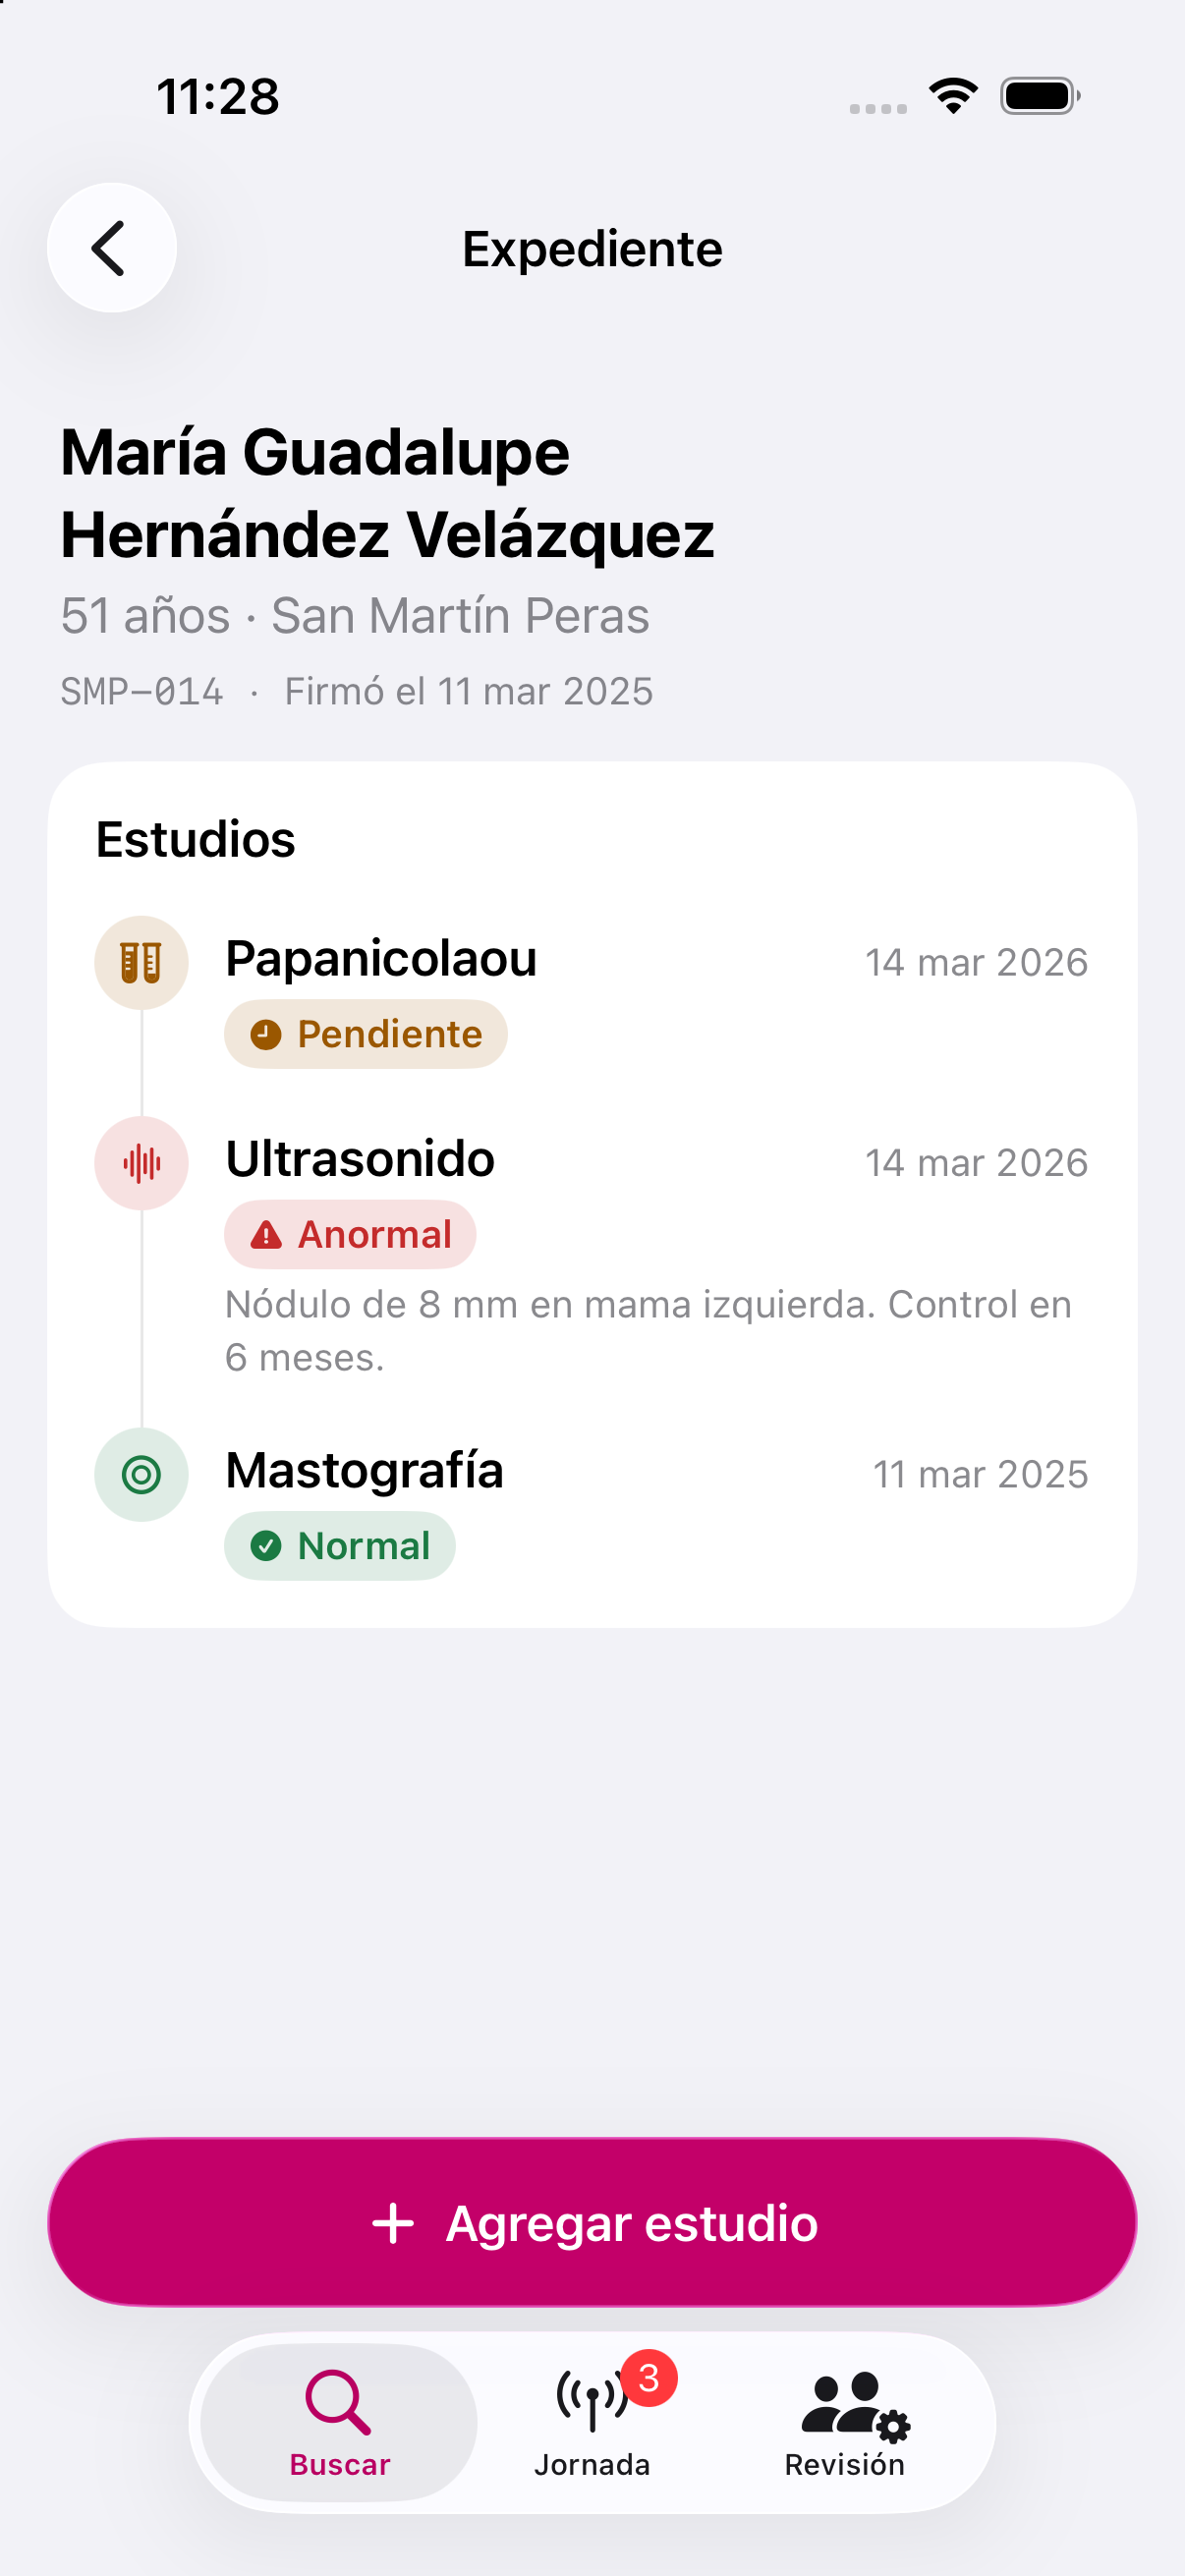 11:28
Expediente
María Guadalupe
Hernández Velázquez
51 años · San Martín Peras
SMP-014 · Firmó el 11 mar 2025
Estudios
Papanicolaou 14 mar 2026
Pendiente
Ultrasonido 14 mar 2026
Anormal
Nódulo de 8 mm en mama izquierda. Control en
6 meses.
Mastografía 11 mar 2025
Normal
+ Agregar estudio
3
Buscar Jornada Revisión